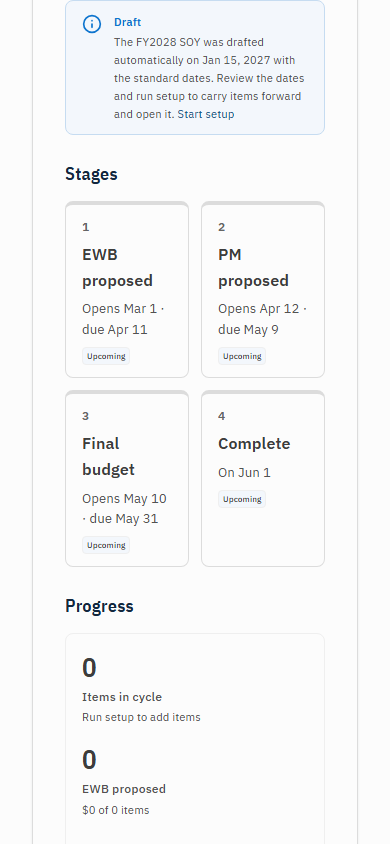 Draft
The FY2028 SOY was drafted
automatically on Jan 15, 2027 with
the standard dates. Review the dates
and run setup to carry items forward
and open it. Start setup
Stages
1
EWB
proposed
Opens Mar 1 ·
due Apr 11
Upcoming
2
PM
proposed
Opens Apr 12 ·
due May 9
Upcoming
3
Final
budget
Opens May 10
· due May 31
Upcoming
4
Complete
On Jun 1
Upcoming
Progress
0
Items in cycle
Run setup to add items
0
EWB proposed
$0 of 0 items